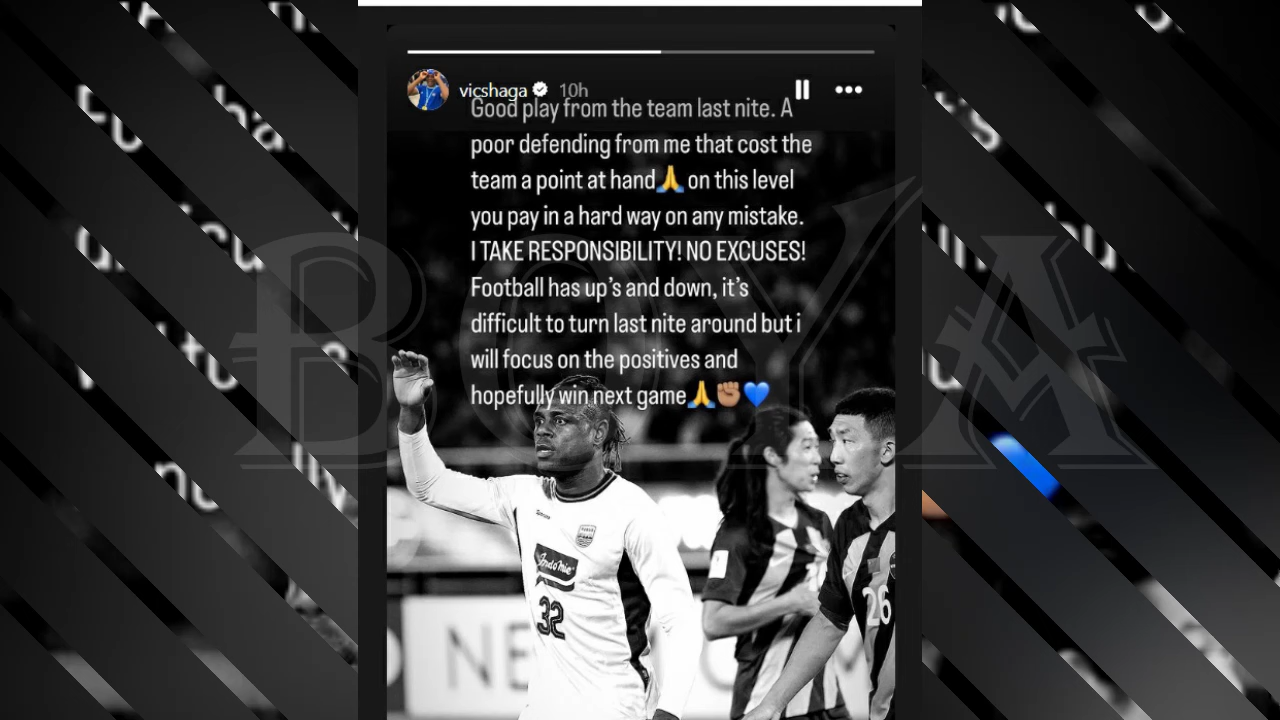 vicshaga 10h
Good play from the team last nite. A
poor defending from me that cost the
team a point at hand🙏 on this level
you pay in a hard way on any mistake.
I TAKE RESPONSIBILITY! NO EXCUSES!
Football has up's and down, it's
difficult to turn last nite around but i
will focus on the positives and
hopefully win next game🙏✊🏾💙
BOYA
Indomie
32
26
NE